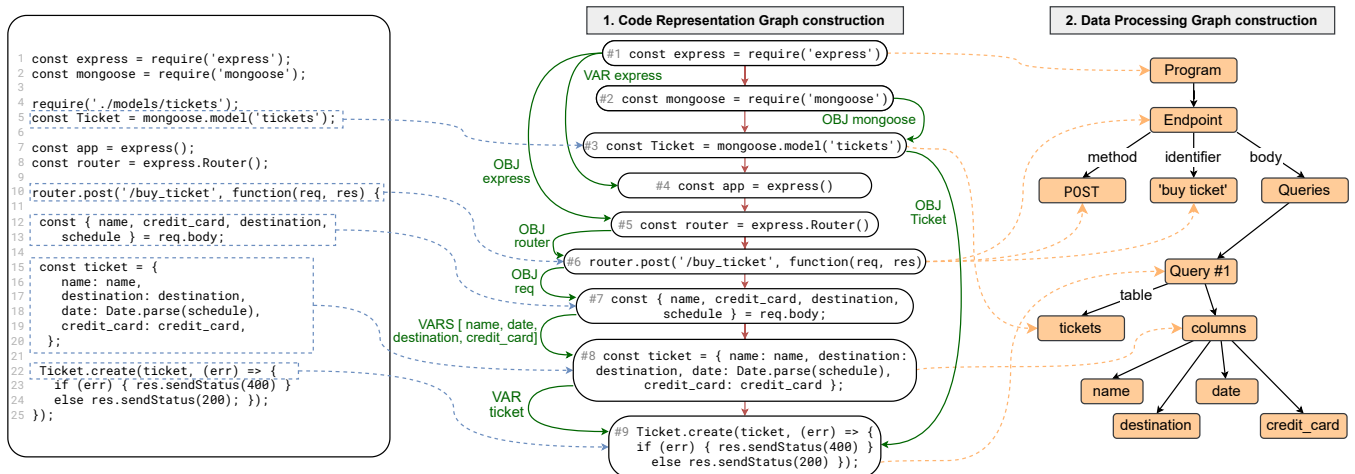 1 const express = require('express');
2 const mongoose = require('mongoose');
3
4 require('./models/tickets');
5 const Ticket = mongoose.model('tickets');
6
7 const app = express();
8 const router = express.Router();
9
10 router.post('/buy_ticket', function(req, res) {
11
12 const { name, credit_card, destination,
13 schedule } = req.body;
14
15 const ticket = {
16 name: name,
17 destination: destination,
18 date: Date.parse(schedule),
19 credit_card: credit_card,
20 };
21
22 Ticket.create(ticket, (err) => {
23 if (err) { res.sendStatus(400) }
24 else res.sendStatus(200); });
25 });
1. Code Representation Graph construction
#1 const express = require('express')
VAR express
#2 const mongoose = require('mongoose')
OBJ mongoose
#3 const Ticket = mongoose.model('tickets')
OBJ
express
#4 const app = express()
OBJ
Ticket
#5 const router = express.Router()
OBJ
router
#6 router.post('/buy_ticket', function(req, res)
OBJ
req
#7 const { name, credit_card, destination,
schedule } = req.body;
VARS [ name, date,
destination, credit_card]
#8 const ticket = { name: name, destination:
destination, date: Date.parse(schedule),
credit_card: credit_card };
VAR
ticket
#9 Ticket.create(ticket, (err) => {
if (err) { res.sendStatus(400) }
else res.sendStatus(200) });
2. Data Processing Graph construction
Program
Endpoint
method
identifier
body
POST
'buy ticket'
Queries
Query #1
table
tickets
columns
name
date
destination
credit_card